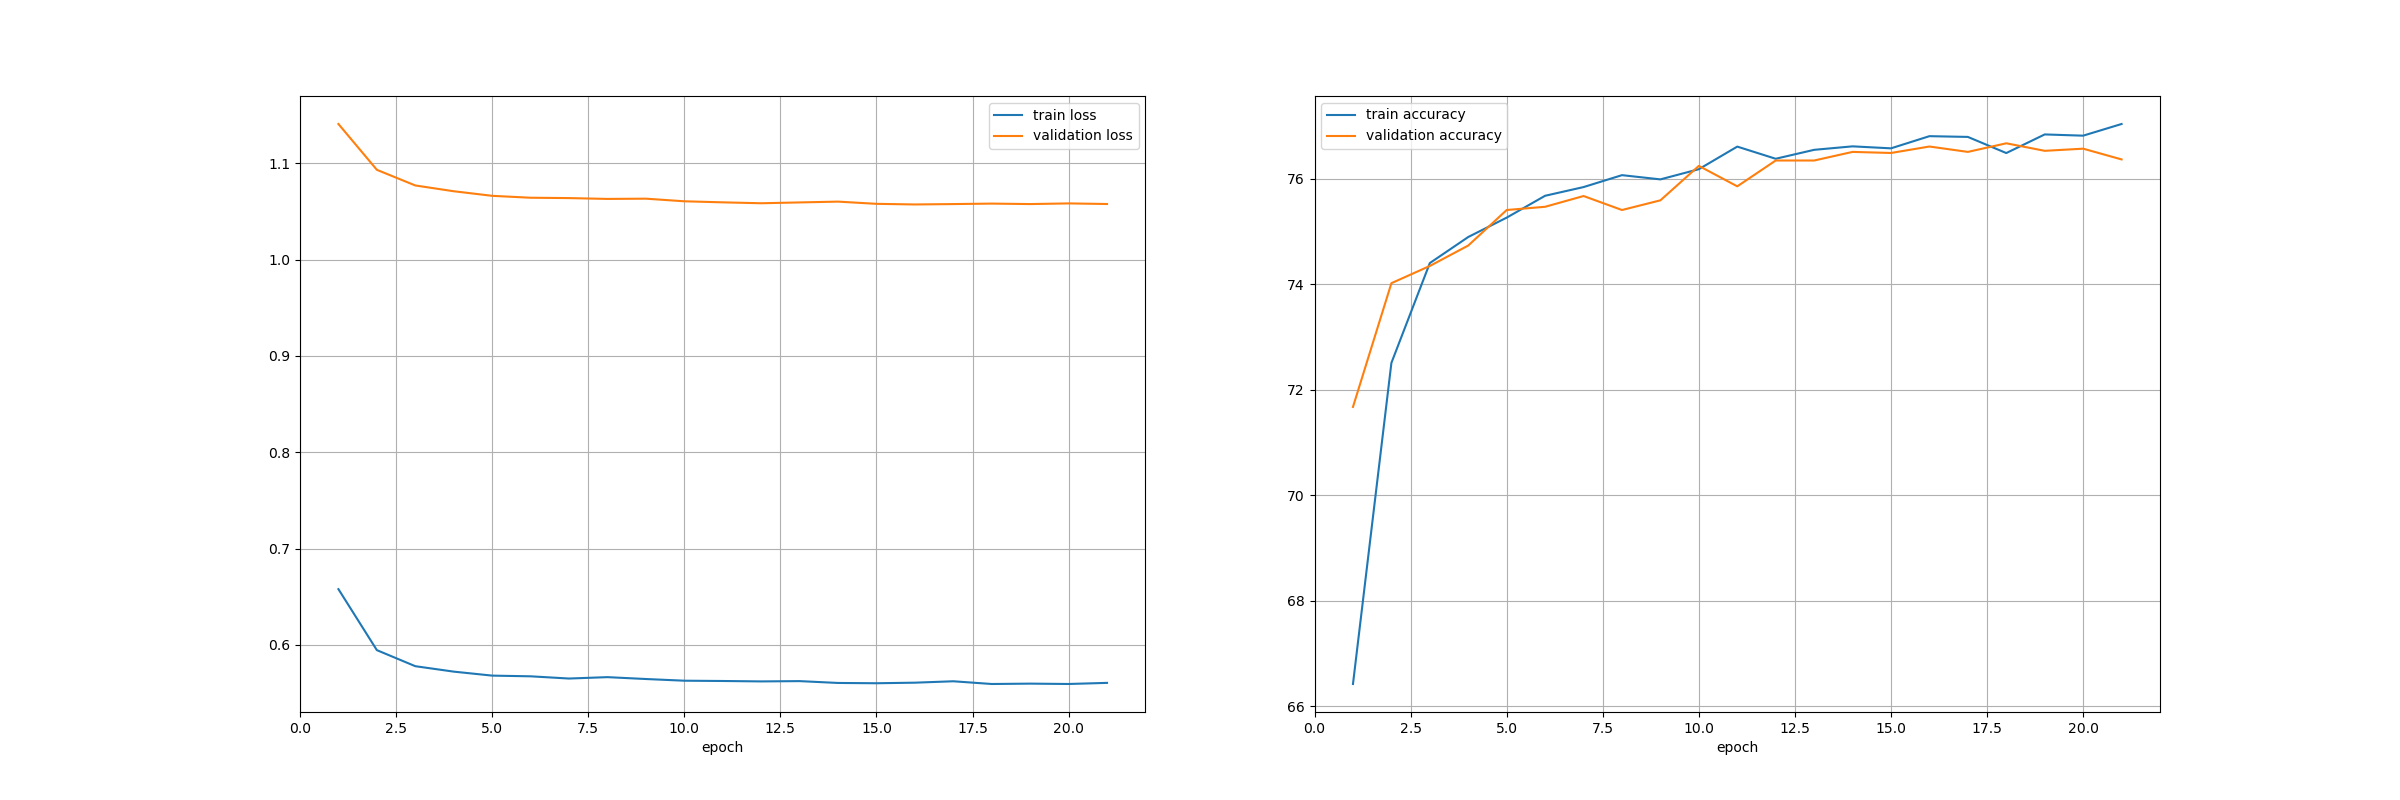 train loss
validation loss
1.1
1.0
0.9
0.8
0.7
0.6
0.0 2.5 5.0 7.5 10.0 12.5 15.0 17.5 20.0
epoch
train accuracy
validation accuracy
76
74
72
70
68
66
0.0 2.5 5.0 7.5 10.0 12.5 15.0 17.5 20.0
epoch